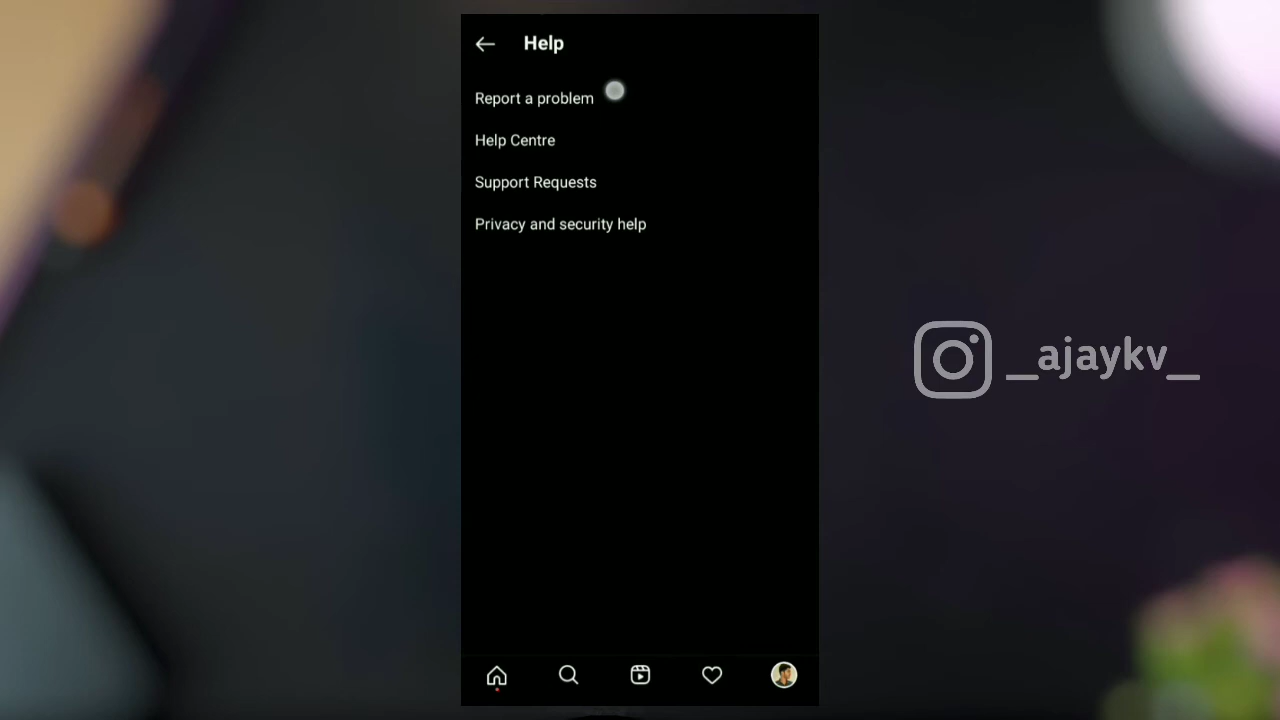 Help
Report a problem
Help Centre
Support Requests
Privacy and security help
_ajaykv_